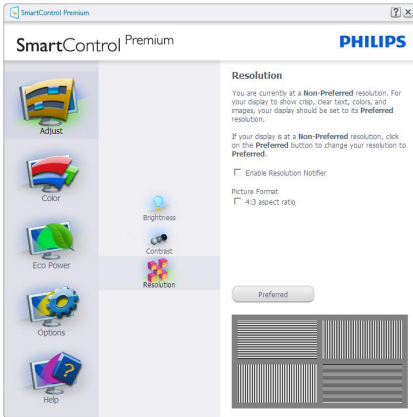 SmartControl Premium
SmartControl Premium
PHILIPS
Adjust
Color
Eco Power
Options
Help
Brightness
Contrast
Resolution
Resolution
You are currently at a Non-Preferred resolution. For
your display to show crisp, clear text, colors, and
images, your display should be set to its Preferred
resolution.
If your display is at a Non-Preferred resolution, click
on the Preferred button to change your resolution to
Preferred.
Enable Resolution Notifier
Picture Format
4:3 aspect ratio
Preferred